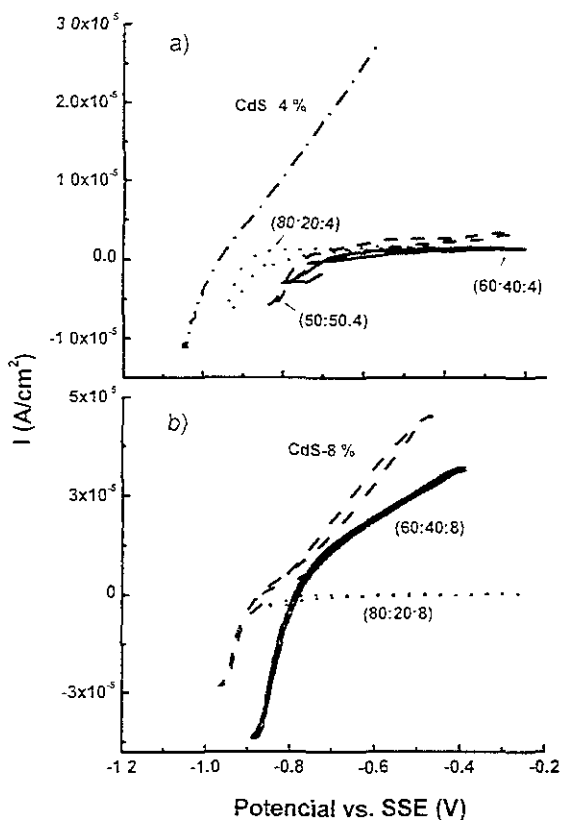 3.0x10⁻⁵
a)
2.0x10⁻⁵
CdS 4 %
1 0x10⁻⁵
(80·20:4)
0.0
(60·40:4)
(50:50.4)
-1 0x10⁻⁵
I (A/cm²)
5x10⁻⁵
b)
CdS-8 %
3x10⁻⁵
(60:40:8)
0
(80:20·8)
-3x10⁻⁵
-1.2 -1.0 -0.8 -0.6 -0.4 -0.2
Potencial vs. SSE (V)